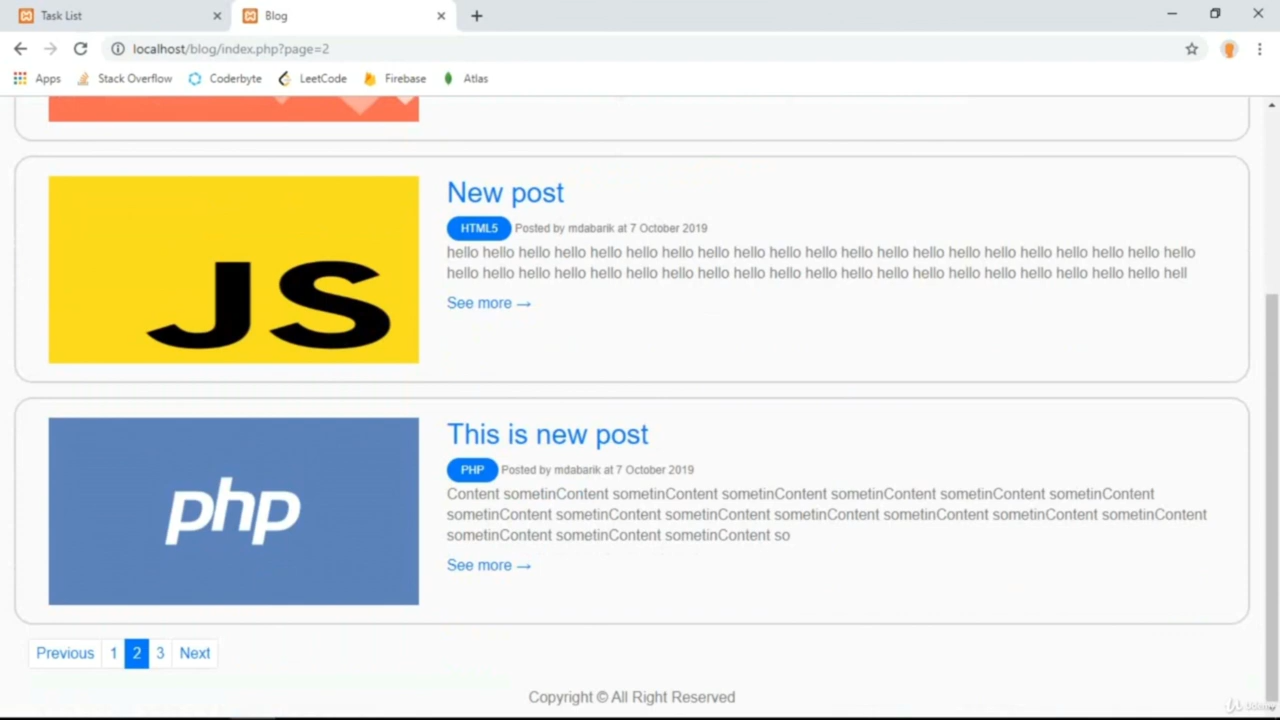 Task List
Blog
localhost/blog/index.php?page=2
Apps
Stack Overflow
Coderbyte
LeetCode
Firebase
Atlas
JS
New post
HTML5 Posted by mdabarik at 7 October 2019
hello hello hello hello hello hello hello hello hello hello hello hello hello hello hello hello hello hello hello hello hello
hello hello hello hello hello hello hello hello hello hello hello hello hello hello hello hello hello hello hello hello hell
See more →
php
This is new post
PHP Posted by mdabarik at 7 October 2019
Content sometinContent sometinContent sometinContent sometinContent sometinContent sometinContent
sometinContent sometinContent sometinContent sometinContent sometinContent sometinContent sometinContent
sometinContent sometinContent sometinContent so
See more →
Previous 1 2 3 Next
Copyright © All Right Reserved
Udemy